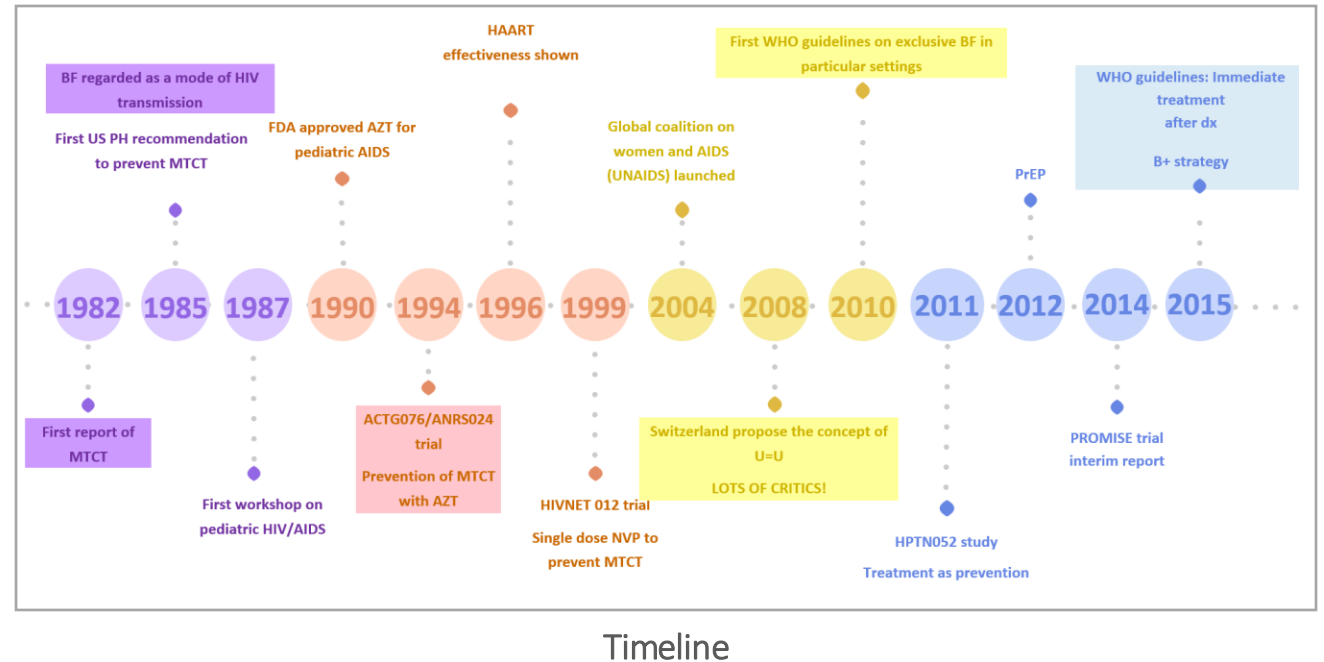 HAART
effectiveness shown
First WHO guidelines on exclusive BF in
particular settings
BF regarded as a mode of HIV
transmission
First US PH recommendation
to prevent MTCT
FDA approved AZT for
pediatric AIDS
Global coalition on
women and AIDS
(UNAIDS) launched
PrEP
WHO guidelines: Immediate
treatment
after dx
B+ strategy
1982
1985
1987
1990
1994
1996
1999
2004
2008
2010
2011
2012
2014
2015
First report of
MTCT
First workshop on
pediatric HIV/AIDS
ACTG076/ANRS024
trial
Prevention of MTCT
with AZT
HIVNET 012 trial
Single dose NVP to
prevent MTCT
Switzerland propose the concept of
U=U
LOTS OF CRITICS!
HPTN052 study
Treatment as prevention
PROMISE trial
interim report
Timeline